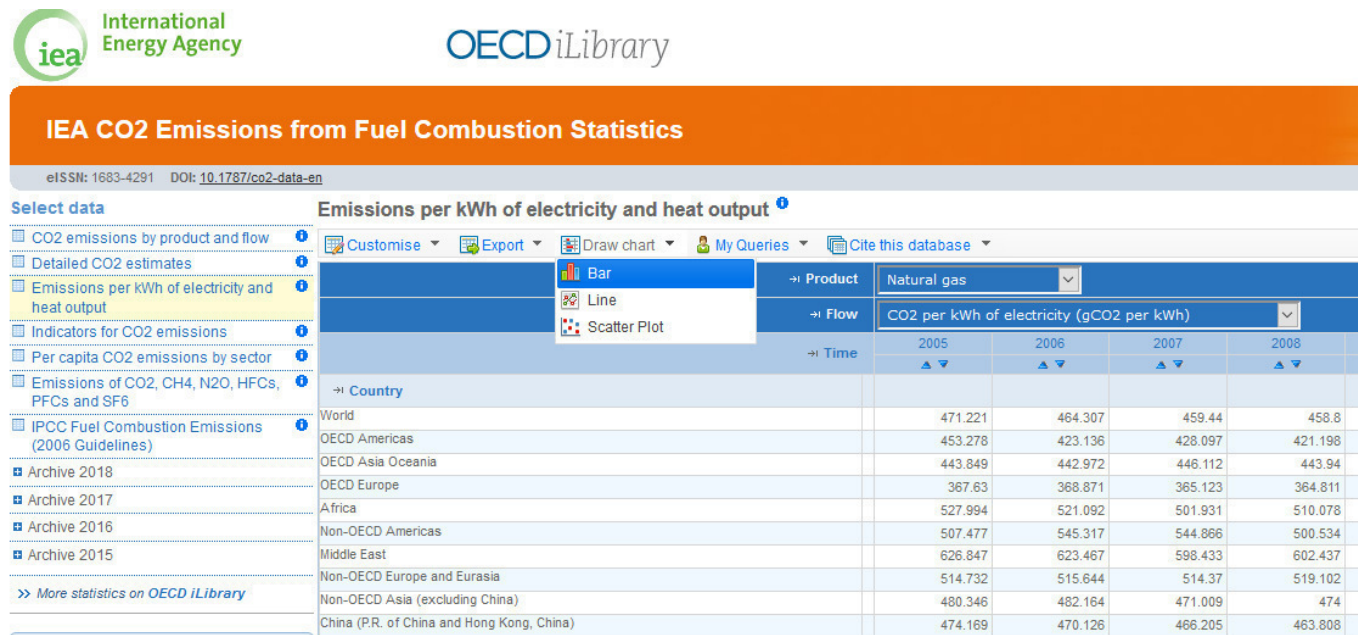 International
Energy Agency
iea
OECD iLibrary
IEA CO2 Emissions from Fuel Combustion Statistics
eISSN: 1683-4291 DOI: 10.1787/co2-data-en
Select data
CO2 emissions by product and flow
Detailed CO2 estimates
Emissions per kWh of electricity and
heat output
Indicators for CO2 emissions
Per capita CO2 emissions by sector
Emissions of CO2, CH4, N2O, HFCs,
PFCs and SF6
IPCC Fuel Combustion Emissions
(2006 Guidelines)
Archive 2018
Archive 2017
Archive 2016
Archive 2015
>> More statistics on OECD iLibrary
Emissions per kWh of electricity and heat output
Customise Export Draw chart My Queries Cite this database
Bar
Line
Scatter Plot
Product Natural gas
Flow CO2 per kWh of electricity (gCO2 per kWh)
Time 2005 2006 2007 2008
Country
World 471.221 464.307 459.44 458.8
OECD Americas 453.278 423.136 428.097 421.198
OECD Asia Oceania 443.849 442.972 446.112 443.94
OECD Europe 367.63 368.871 365.123 364.811
Africa 527.994 521.092 501.931 510.078
Non-OECD Americas 507.477 545.317 544.866 500.534
Middle East 626.847 623.467 598.433 602.437
Non-OECD Europe and Eurasia 514.732 515.644 514.37 519.102
Non-OECD Asia (excluding China) 480.346 482.164 471.009 474
China (P.R. of China and Hong Kong, China) 474.169 470.126 466.205 463.808